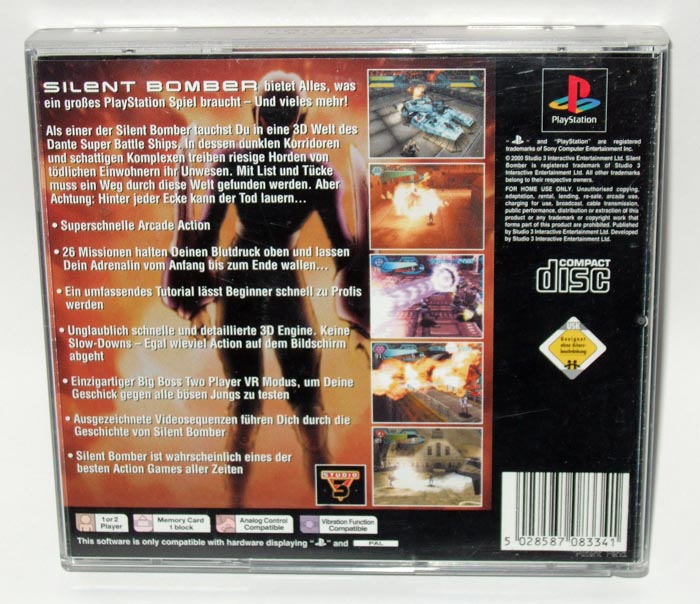 SILENT BOMBER bietet Alles, was
ein großes PlayStation Spiel braucht – Und vieles mehr!
Als einer der Silent Bomber tauchst Du in eine 3D Welt des
Dante Super Battle Ships. In dessen dunklen Korridoren
und schattigen Komplexen treiben riesige Horden von
tödlichen Einwohnern ihr Unwesen. Mit List und Tücke
muss ein Weg durch diese Welt gefunden werden. Aber
Achtung: Hinter jeder Ecke kann der Tod lauern...
• Superschnelle Arcade Action
• 26 Missionen halten Deinen Blutdruck oben und lassen
Dein Adrenalin vom Anfang bis zum Ende wallen...
• Ein umfassendes Tutorial lässt Beginner schnell zu Profis
werden
• Unglaublich schnelle und detaillierte 3D Engine. Keine
Slow-Downs – Egal wieviel Action auf dem Bildschirm
abgeht
• Einzigartiger Big Boss Two Player VR Modus, um Deine
Geschick gegen alle bösen Jungs zu testen
• Ausgezeichnete Videosequenzen führen Dich durch die
Geschichte von Silent Bomber
• Silent Bomber ist wahrscheinlich eines der
besten Action Games aller Zeiten
STUDIO
3
1 or 2
Player
Memory Card
1 block
Analog Control
Compatible
Vibration Function
Compatible
This software is only compatible with hardware displaying "PS" and PAL
PlayStation
"PS" and "PlayStation" are registered
trademarks of Sony Computer Entertainment Inc.
© 2000 Studio 3 Interactive Entertainment Ltd. Silent
Bomber is registered trademark of Studio 3
Interactive Entertainment Ltd. All other trademarks
belong to their respective owners.
FOR HOME USE ONLY. Unauthorised copying,
adaptation, rental, lending, re-sale, arcade use,
charging for use, broadcast, cable transmission,
public performance, distribution or extraction of this
product or any trademark or copyright work that
forms part of this product are prohibited. Published
by Studio 3 Interactive Entertainment Ltd. Developed
by Studio 3 Interactive Entertainment Ltd.
COMPACT
disc
USK
Geeignet
ohne Alters-
beschränkung
5 028587 083341